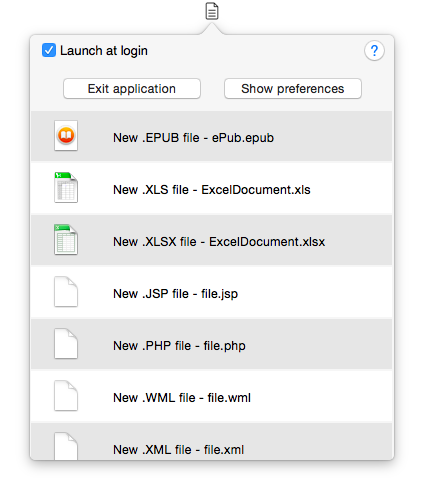 Launch at login
?
Exit application
Show preferences
New .EPUB file - ePub.epub
New .XLS file - ExcelDocument.xls
New .XLSX file - ExcelDocument.xlsx
New .JSP file - file.jsp
New .PHP file - file.php
New .WML file - file.wml
New .XML file - file.xml